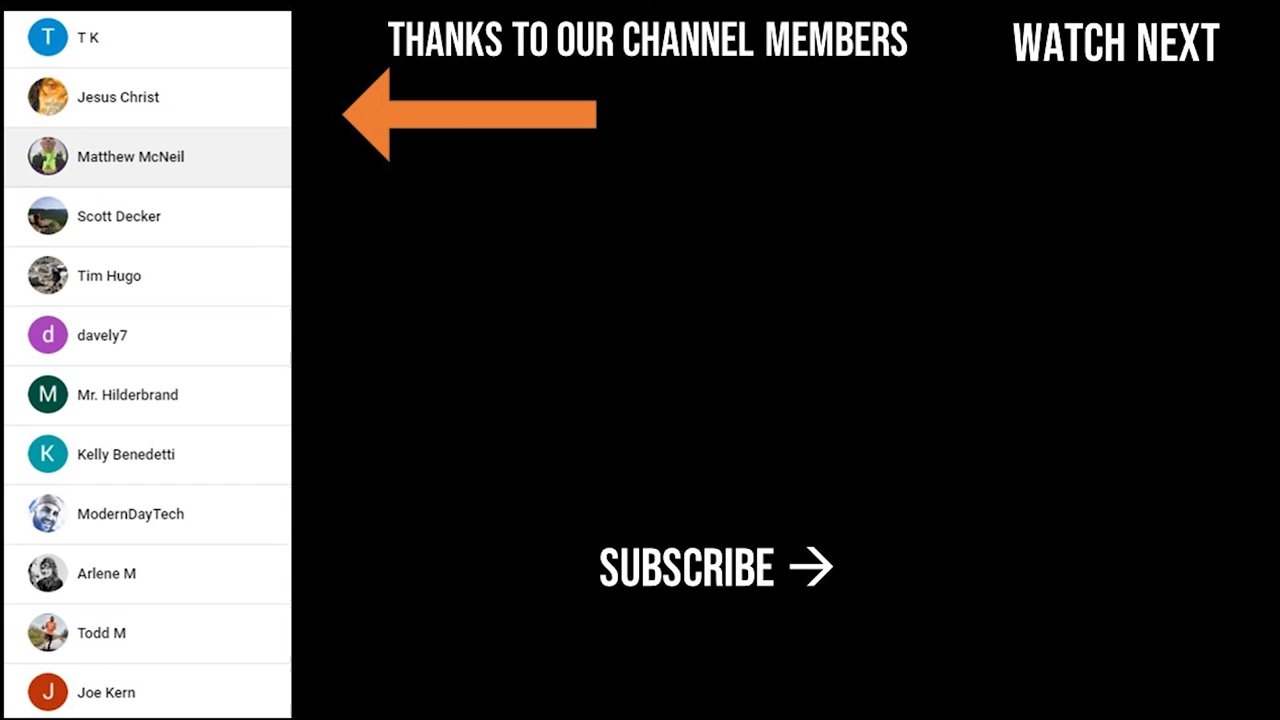 T
T K
Jesus Christ
Matthew McNeil
Scott Decker
Tim Hugo
d
davely7
M
Mr. Hilderbrand
K
Kelly Benedetti
ModernDayTech
Arlene M
Todd M
J
Joe Kern
THANKS TO OUR CHANNEL MEMBERS
WATCH NEXT
SUBSCRIBE →